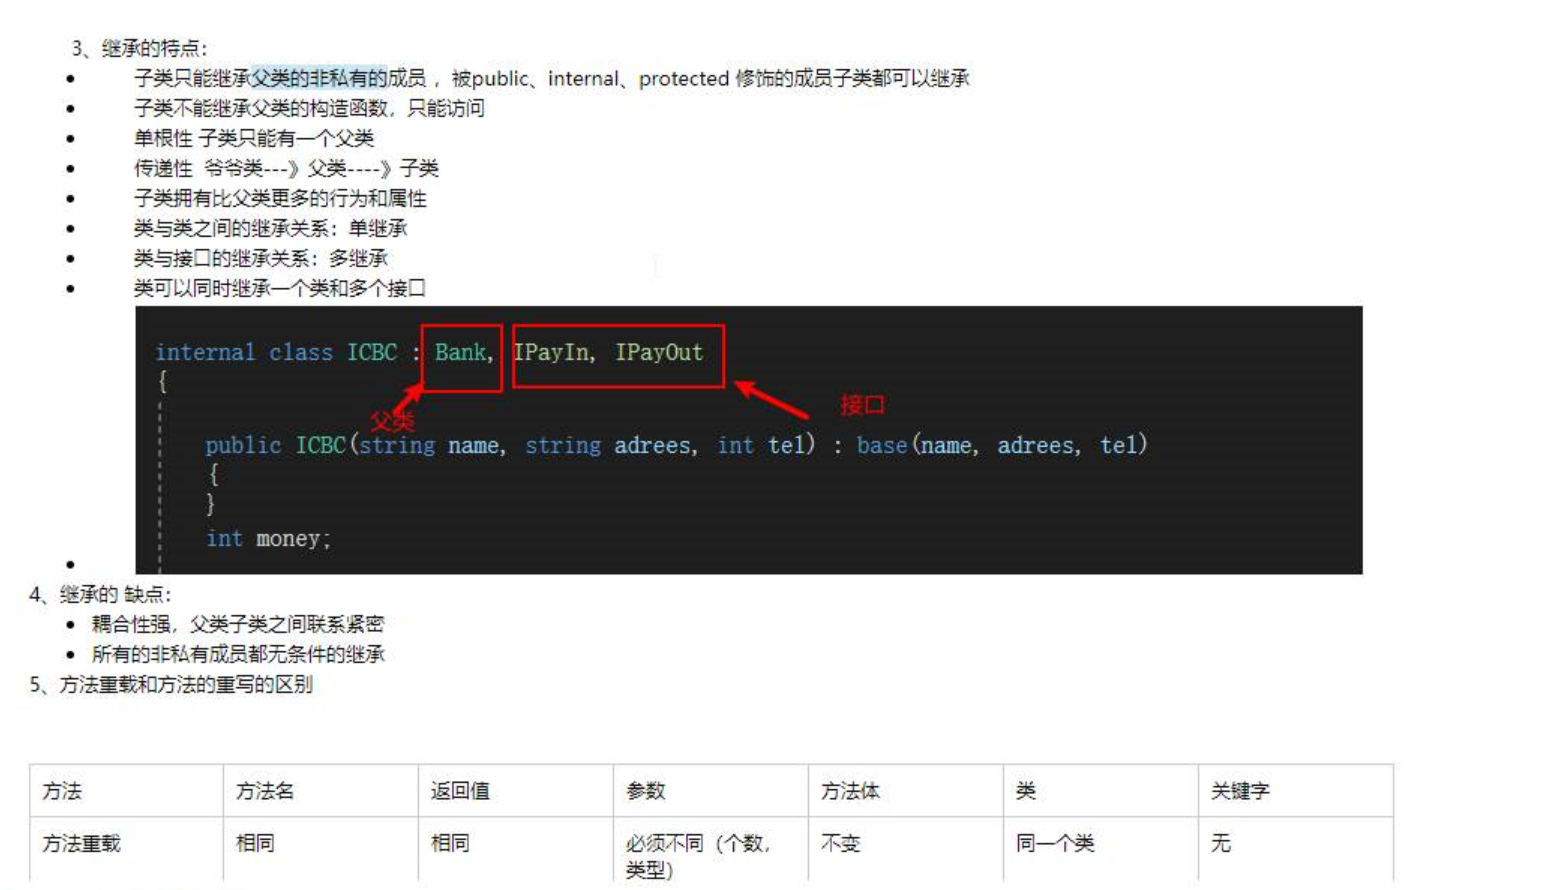 3、继承的特点：
• 子类只能继承父类的非私有的成员 ，被public、internal、protected 修饰的成员子类都可以继承
• 子类不能继承父类的构造函数，只能访问
• 单根性 子类只能有一个父类
• 传递性 爷爷类---》父类----》子类
• 子类拥有比父类更多的行为和属性
• 类与类之间的继承关系：单继承
• 类与接口的继承关系：多继承
• 类可以同时继承一个类和多个接口
internal class ICBC : Bank, IPayIn, IPayOut
{
父类
接口
public ICBC(string name, string adrees, int tel) : base(name, adrees, tel)
{
}
int money;
•
4、继承的 缺点：
• 耦合性强，父类子类之间联系紧密
• 所有的非私有成员都无条件的继承
5、方法重载和方法的重写的区别
方法 方法名 返回值 参数 方法体 类 关键字
方法重载 相同 相同 必须不同（个数， 不变 同一个类 无
类型）